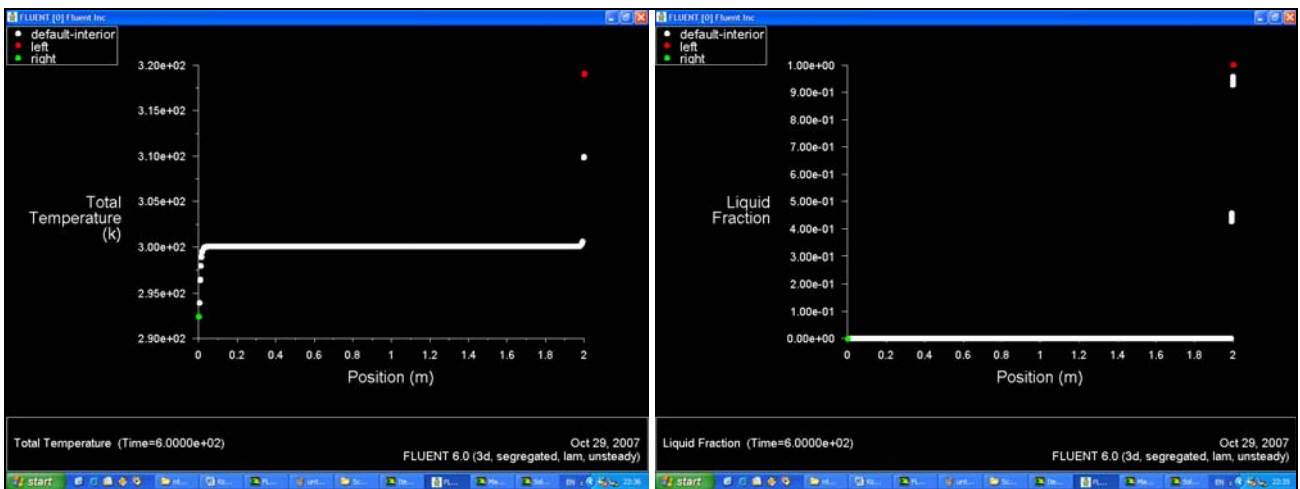 FLUENT [0] Fluent Inc
default-interior
left
right
3.20e+02
3.15e+02
3.10e+02
3.05e+02
3.00e+02
2.95e+02
2.90e+02
Total
Temperature
(k)
0 0.2 0.4 0.6 0.8 1 1.2 1.4 1.6 1.8 2
Position (m)
Total Temperature (Time=6.0000e+02)
Oct 29, 2007
FLUENT 6.0 (3d, segregated, lam, unsteady)
start
EN
22:36
FLUENT [0] Fluent Inc
default-interior
left
right
1.00e+00
9.00e-01
8.00e-01
7.00e-01
6.00e-01
5.00e-01
4.00e-01
3.00e-01
2.00e-01
1.00e-01
0.00e+00
Liquid
Fraction
0 0.2 0.4 0.6 0.8 1 1.2 1.4 1.6 1.8 2
Position (m)
Liquid Fraction (Time=6.0000e+02)
Oct 29, 2007
FLUENT 6.0 (3d, segregated, lam, unsteady)
start
EN
22:35